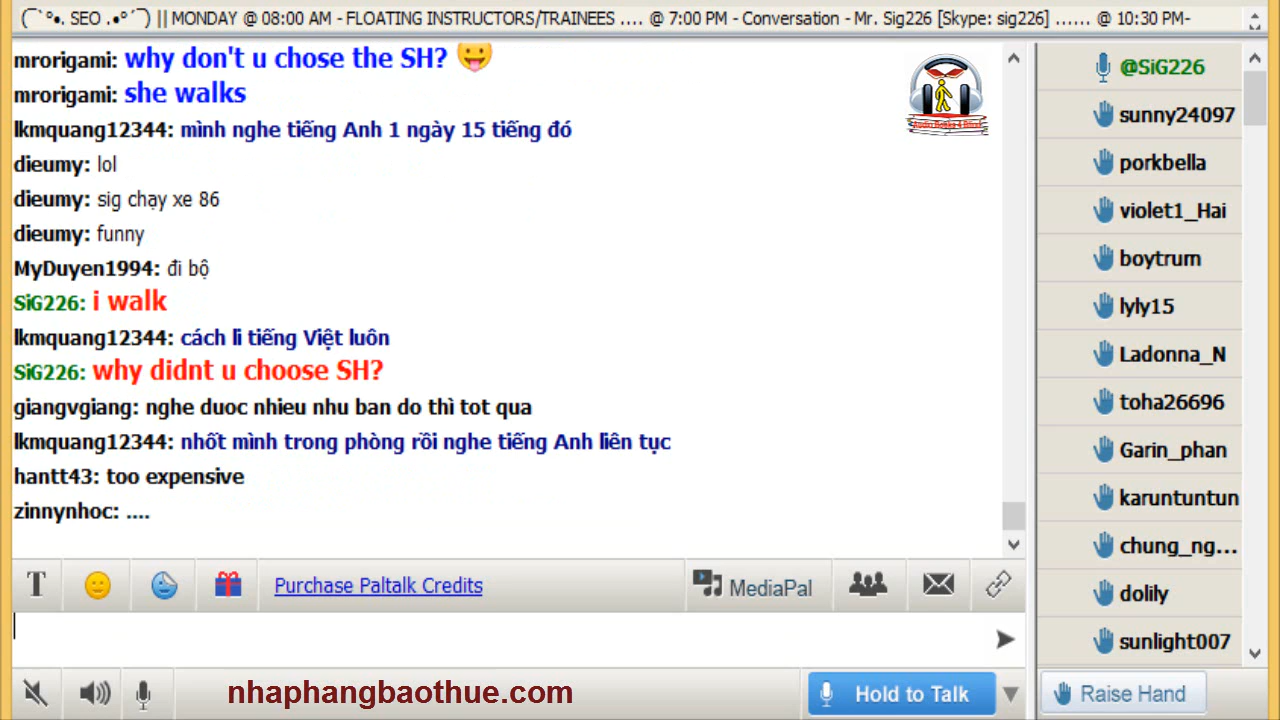 (¯`°•. SEO .•°´¯) || MONDAY @ 08:00 AM - FLOATING INSTRUCTORS/TRAINEES .... @ 7:00 PM - Conversation - Mr. Sig226 [Skype: sig226] ...... @ 10:30 PM-
mrorigami: why don't u chose the SH?
mrorigami: she walks
lkmquang12344: mình nghe tiếng Anh 1 ngày 15 tiếng đó
dieumy: lol
dieumy: sig chạy xe 86
dieumy: funny
MyDuyen1994: đi bộ
SiG226: i walk
lkmquang12344: cách li tiếng Việt luôn
SiG226: why didnt u choose SH?
giangvgiang: nghe duoc nhieu nhu ban do thì tot qua
lkmquang12344: nhốt mình trong phòng rồi nghe tiếng Anh liên tục
hantt43: too expensive
zinnynhoc: ....
@SiG226
sunny24097
porkbella
violet1_Hai
boytrum
lyly15
Ladonna_N
toha26696
Garin_phan
karuntuntun
chung_ng...
dolily
sunlight007
T
Purchase Paltalk Credits
MediaPal
nhaphangbaothue.com
Hold to Talk
Raise Hand